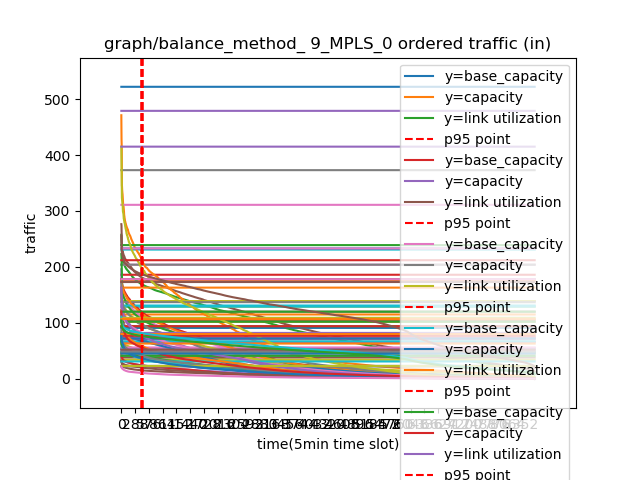 graph/balance_method_ 9_MPLS_0 ordered traffic (in)
traffic
500
400
300
200
100
0
y=base_capacity
y=capacity
y=link utilization
p95 point
y=base_capacity
y=capacity
y=link utilization
p95 point
y=base_capacity
y=capacity
y=link utilization
p95 point
y=base_capacity
y=capacity
y=link utilization
p95 point
y=base_capacity
y=capacity
y=link utilization
p95 point
0
time(5min time slot)